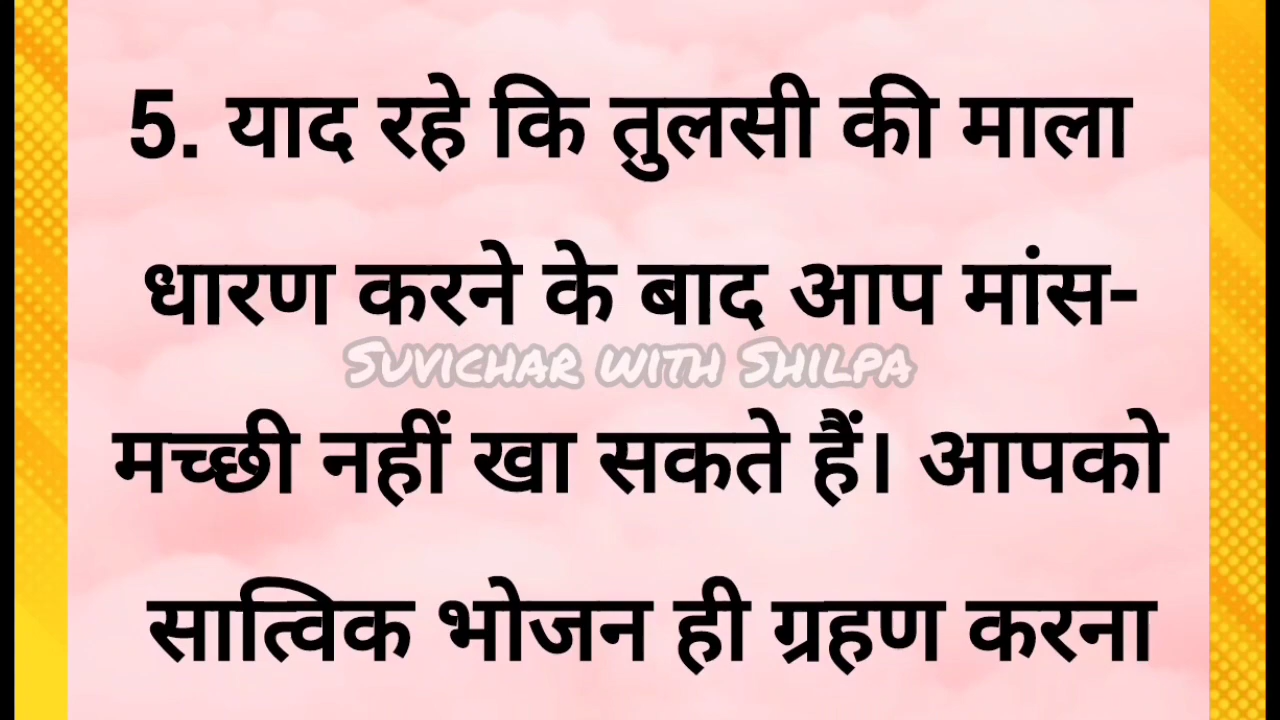 5. याद रहे कि तुलसी की माला
धारण करने के बाद आप मांस-
Suvichar with Shilpa
मच्छी नहीं खा सकते हैं। आपको
सात्विक भोजन ही ग्रहण करना